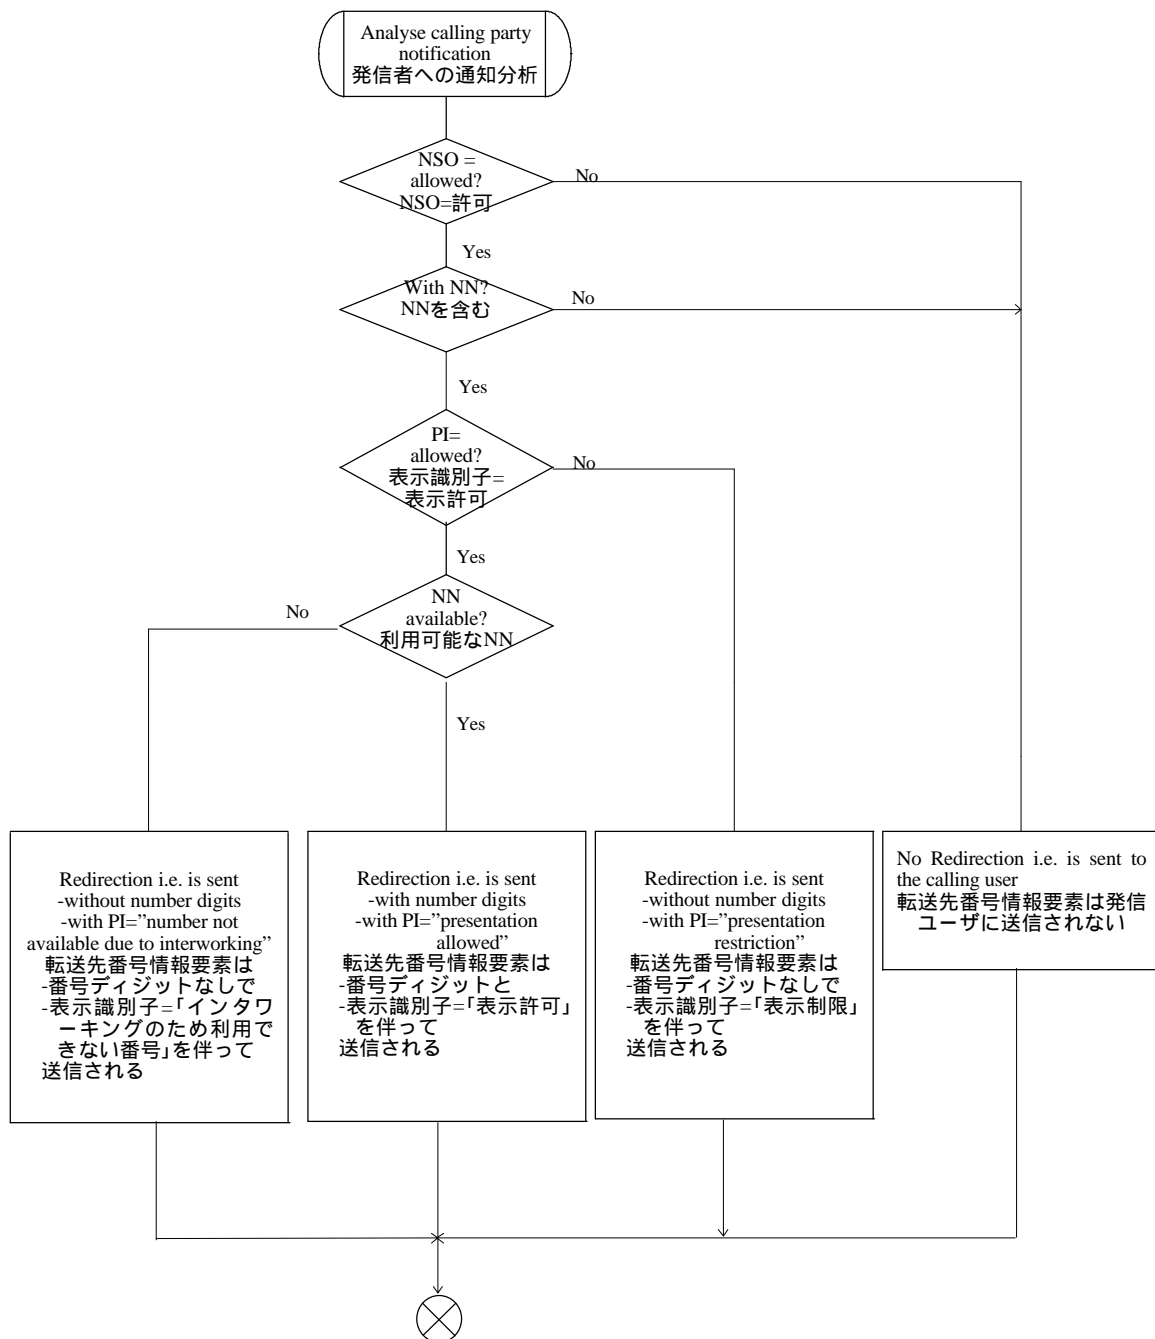 Analyse calling party
notification
発信者への通知分析
NSO =
allowed?
NSO=許可
No
Yes
With NN?
NNを含む
No
Yes
PI=
allowed?
表示識別子=
表示許可
No
Yes
NN
available?
利用可能なNN
No
Yes
Redirection i.e. is sent
-without number digits
-with PI=”number not
available due to interworking”
転送先番号情報要素は
-番号ディジットなしで
-表示識別子=「インタワ
ーキングのため利用で
きない番号」を伴って
送信される
Redirection i.e. is sent
-with number digits
-with PI=”presentation
allowed”
転送先番号情報要素は
-番号ディジットと
-表示識別子=「表示許可」
を伴って
送信される
Redirection i.e. is sent
-without number digits
-with PI=”presentation
restriction”
転送先番号情報要素は
-番号ディジットなしで
-表示識別子=「表示制限」
を伴って
送信される
No Redirection i.e. is sent to
the calling user
転送先番号情報要素は発信
ユーザに送信されない